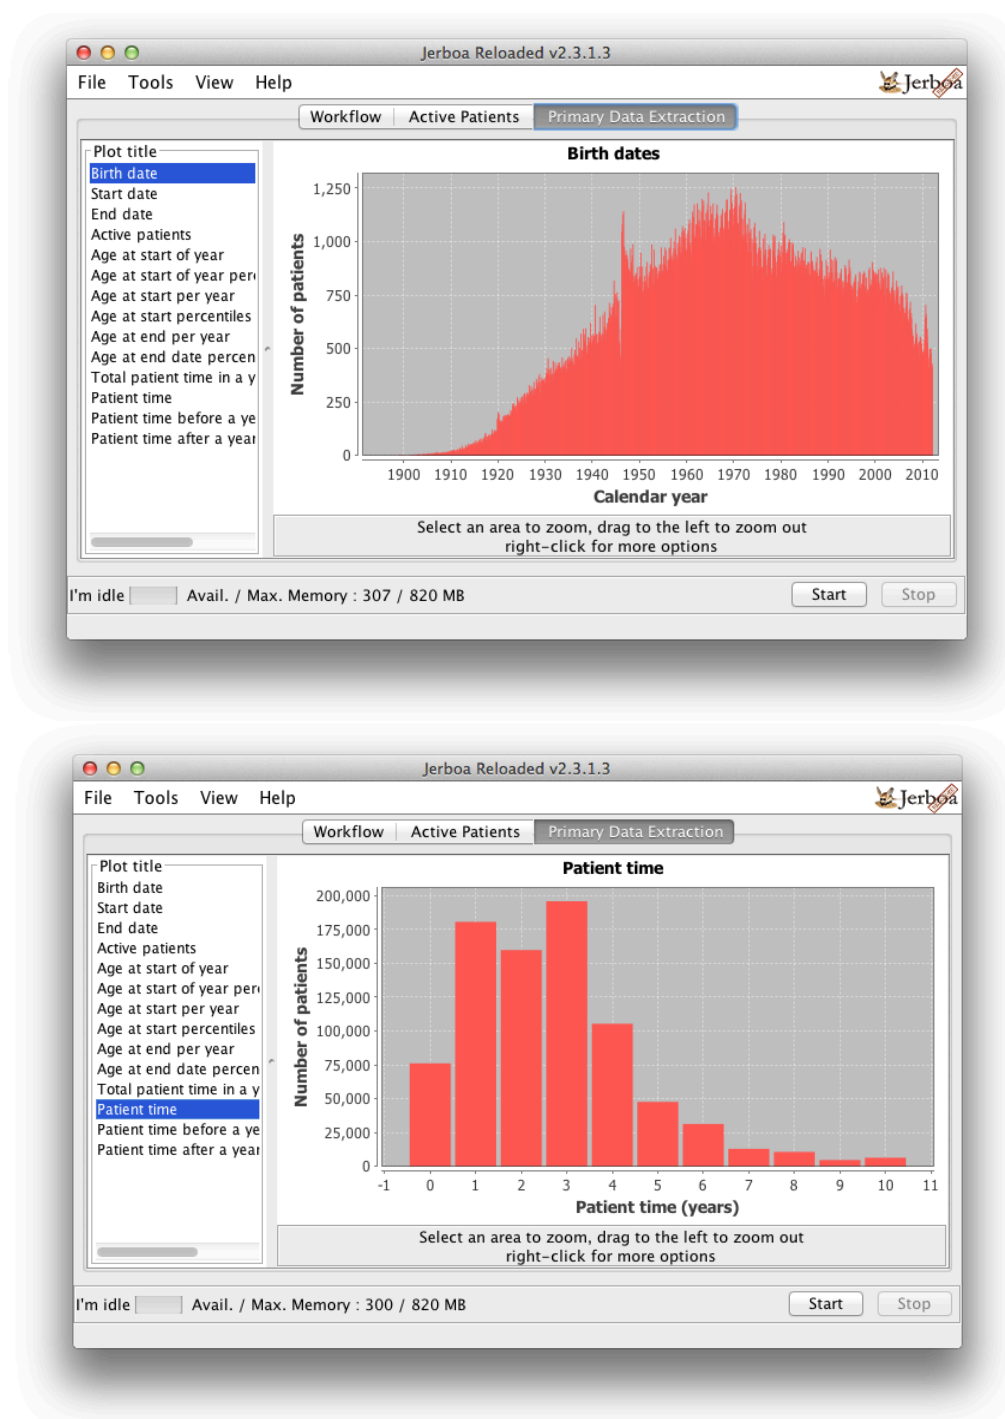 Jerboa Reloaded v2.3.1.3
File Tools View Help
Jerboa
Workflow Active Patients Primary Data Extraction
Plot title
Birth date
Start date
End date
Active patients
Age at start of year
Age at start of year per
Age at start per year
Age at start percentiles
Age at end per year
Age at end date percen
Total patient time in a y
Patient time
Patient time before a ye
Patient time after a year
Birth dates
Number of patients
1,250
1,000
750
500
250
0
1900 1910 1920 1930 1940 1950 1960 1970 1980 1990 2000 2010
Calendar year
Select an area to zoom, drag to the left to zoom out
right-click for more options
I'm idle Avail. / Max. Memory : 307 / 820 MB Start Stop
Jerboa Reloaded v2.3.1.3
File Tools View Help
Jerboa
Workflow Active Patients Primary Data Extraction
Plot title
Birth date
Start date
End date
Active patients
Age at start of year
Age at start of year per
Age at start per year
Age at start percentiles
Age at end per year
Age at end date percen
Total patient time in a y
Patient time
Patient time before a ye
Patient time after a year
Patient time
Number of patients
200,000
175,000
150,000
125,000
100,000
75,000
50,000
25,000
0
-1 0 1 2 3 4 5 6 7 8 9 10 11
Patient time (years)
Select an area to zoom, drag to the left to zoom out
right-click for more options
I'm idle Avail. / Max. Memory : 300 / 820 MB Start Stop